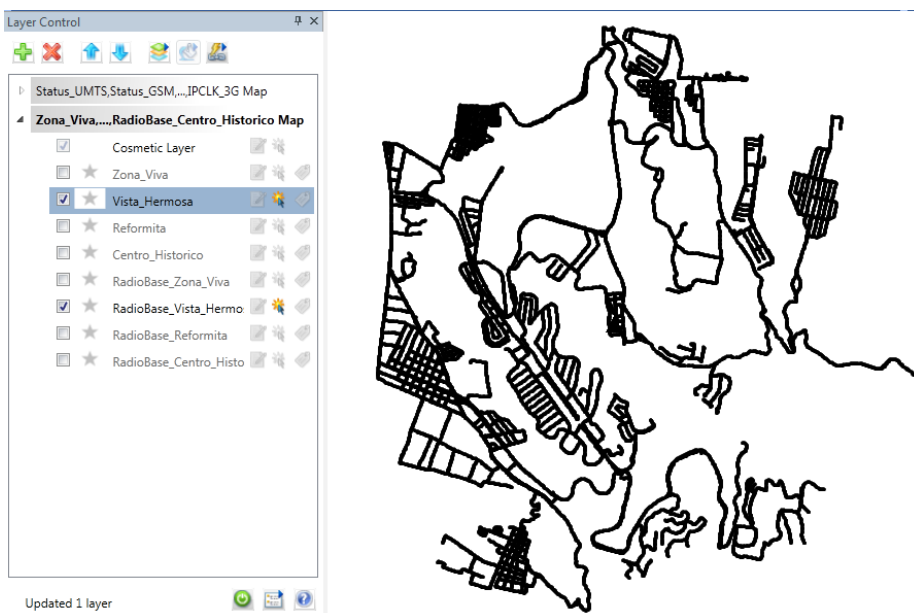 Layer Control
Status_UMTS,Status_GSM,...,IPCLK_3G Map
Zona_Viva,...,RadioBase_Centro_Historico Map
Cosmetic Layer
Zona_Viva
Vista_Hermosa
Reformita
Centro_Historico
RadioBase_Zona_Viva
RadioBase_Vista_Hermo
RadioBase_Reformita
RadioBase_Centro_Histo
Updated 1 layer